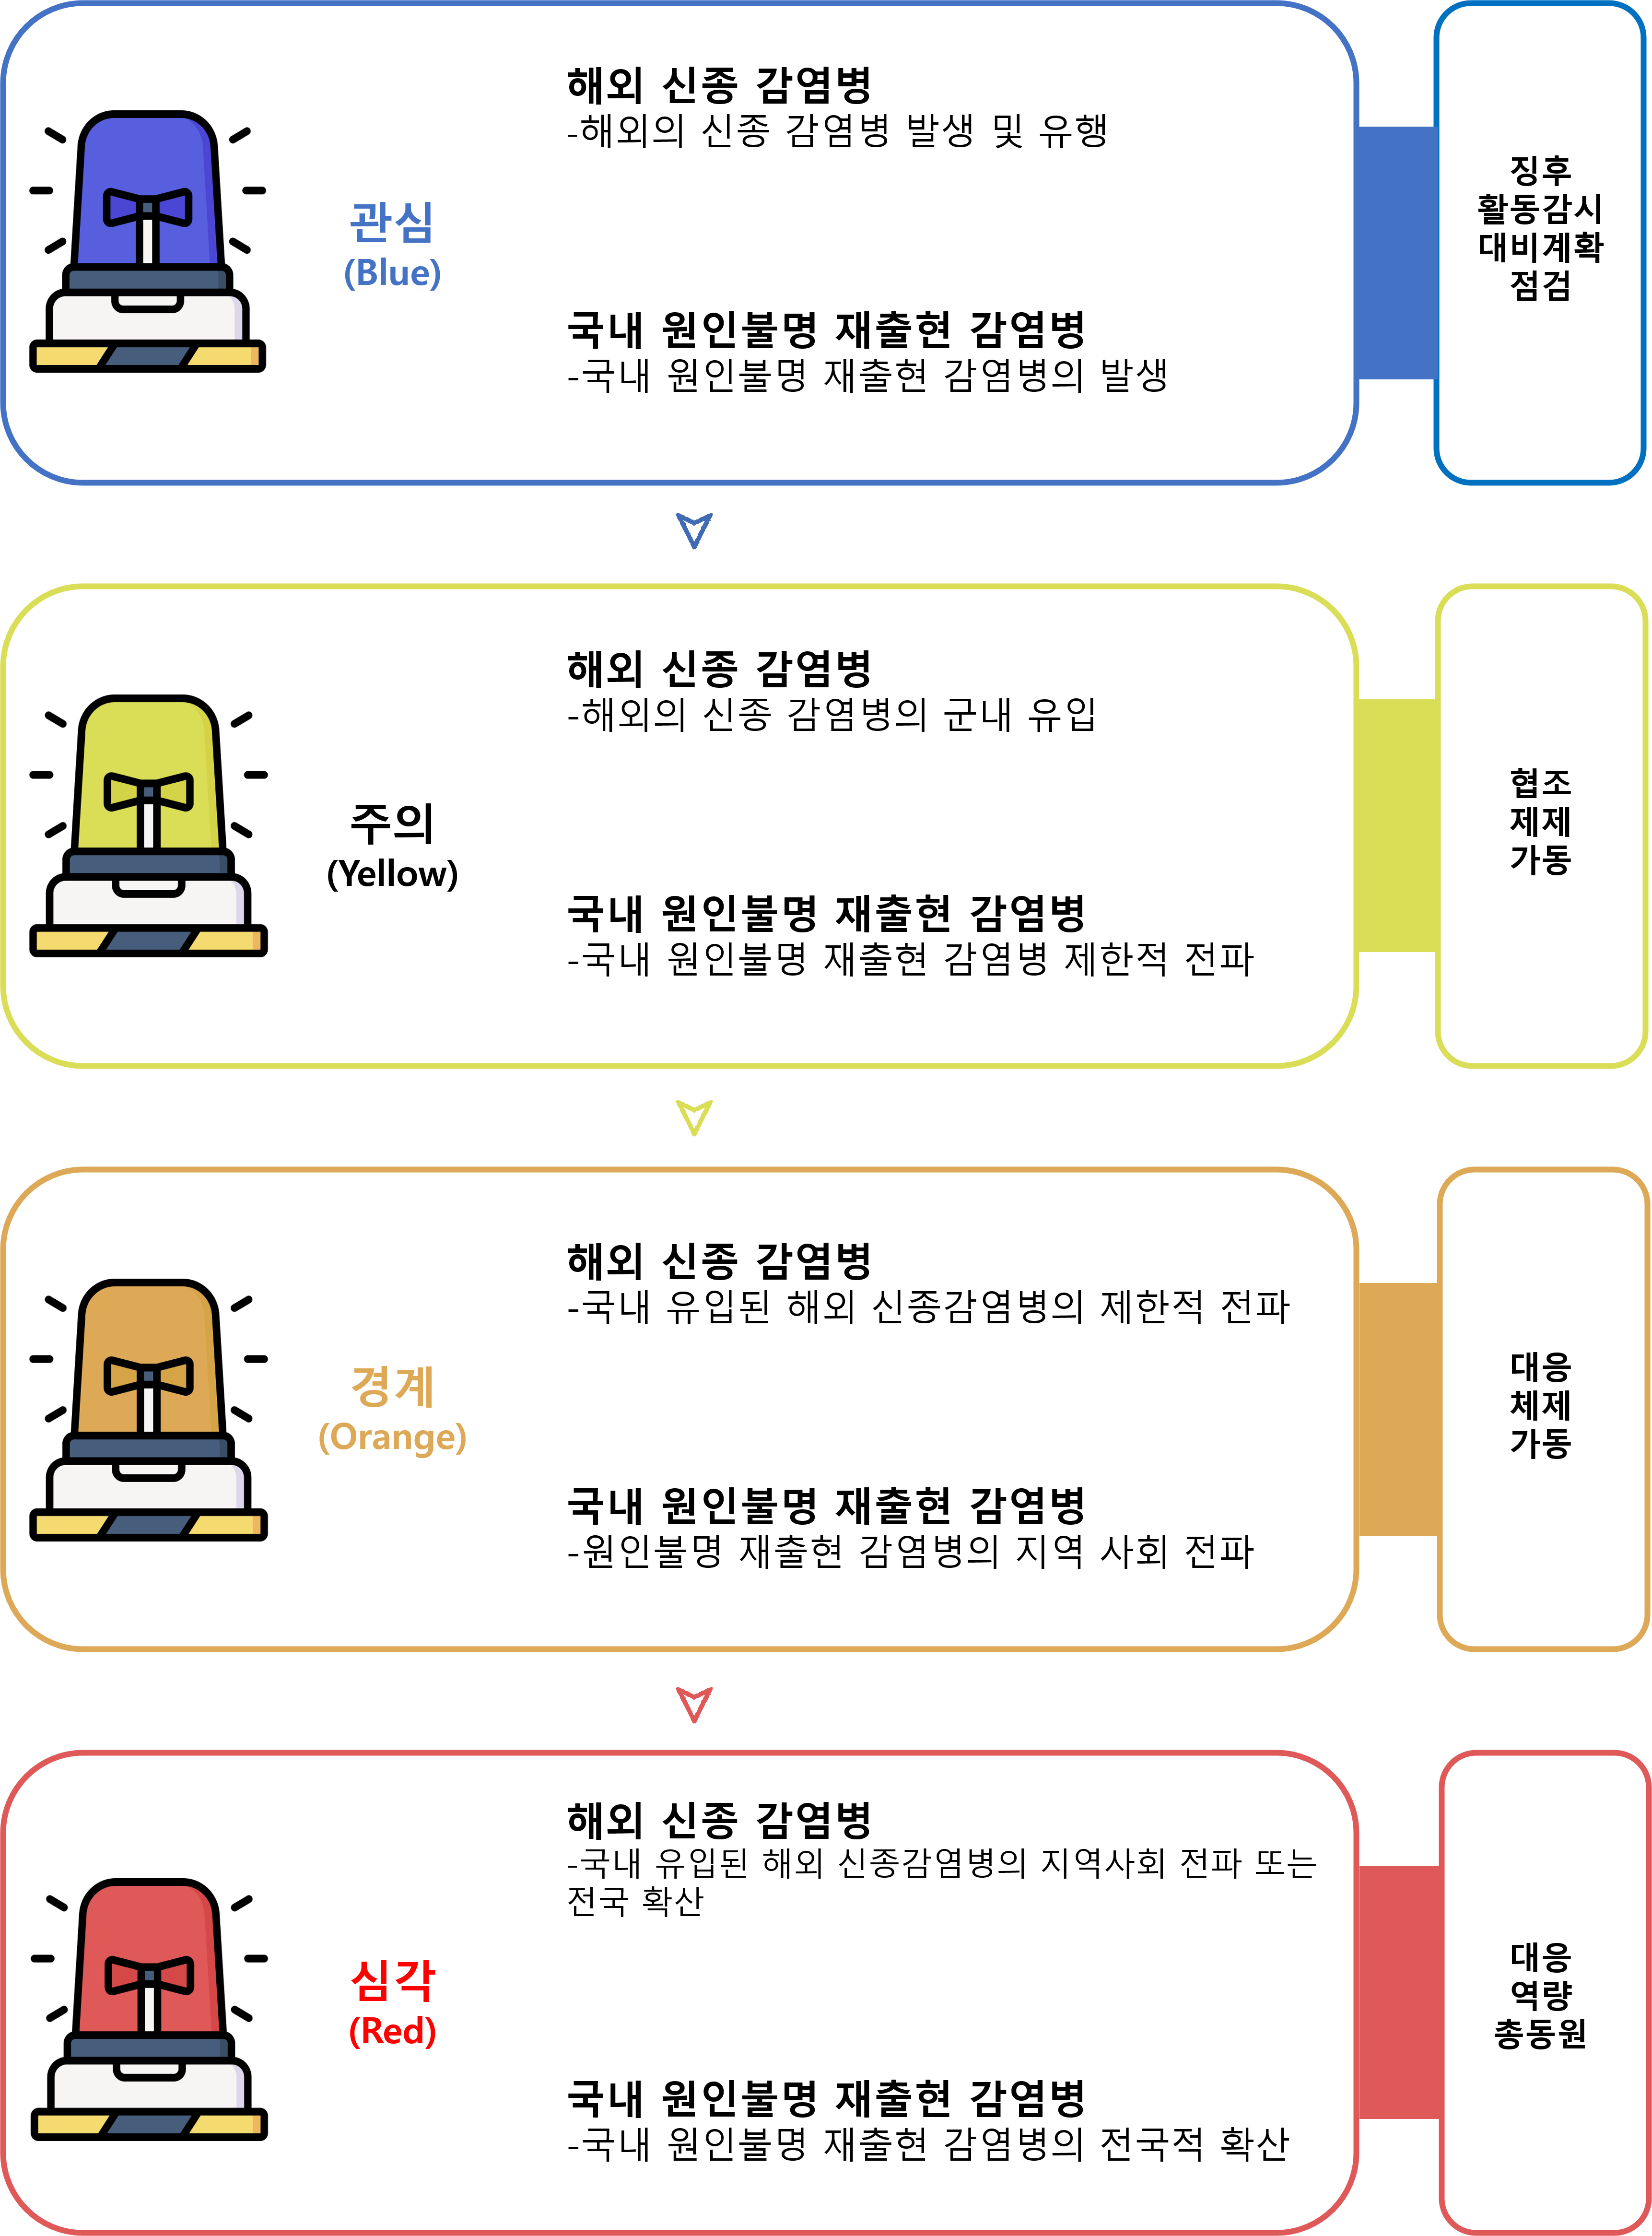 해외 신종 감염병
-해외의 신종 감염병 발생 및 유행
관심
(Blue)
국내 원인불명 재출현 감염병
-국내 원인불명 재출현 감염병의 발생
징후
활동감시
대비계확
점검
해외 신종 감염병
-해외의 신종 감염병의 군내 유입
주의
(Yellow)
국내 원인불명 재출현 감염병
-국내 원인불명 재출현 감염병 제한적 전파
협조
제제
가동
해외 신종 감염병
-국내 유입된 해외 신종감염병의 제한적 전파
경계
(Orange)
국내 원인불명 재출현 감염병
-원인불명 재출현 감염병의 지역 사회 전파
대응
체제
가동
해외 신종 감염병
-국내 유입된 해외 신종감염병의 지역사회 전파 또는
전국 확산
심각
(Red)
국내 원인불명 재출현 감염병
-국내 원인불명 재출현 감염병의 전국적 확산
대응
역량
총동원